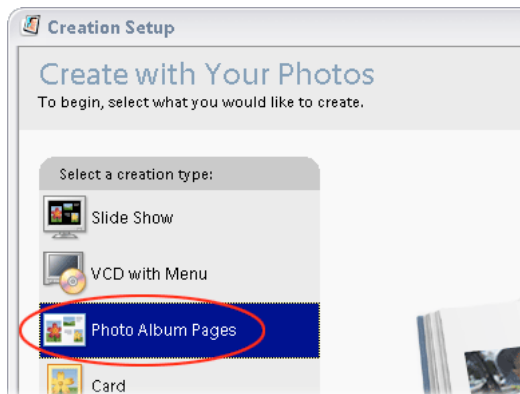 Creation Setup
Create with Your Photos
To begin, select what you would like to create.
Select a creation type:
Slide Show
VCD with Menu
Photo Album Pages
Card